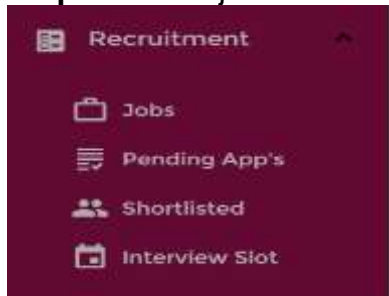 Recruitment
Jobs
Pending App's
Shortlisted
Interview Slot